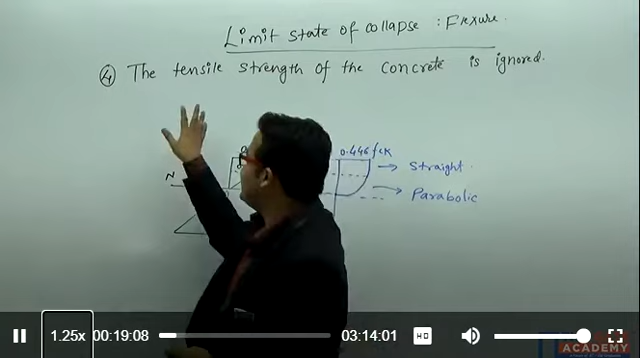 Limit state of collapse : Flexure.
④ The tensile strength of the concrete is ignored.
0.446 fck
Straight
N
Parabolic
1.25x 00:19:08 03:14:01 HD
ACADEMY